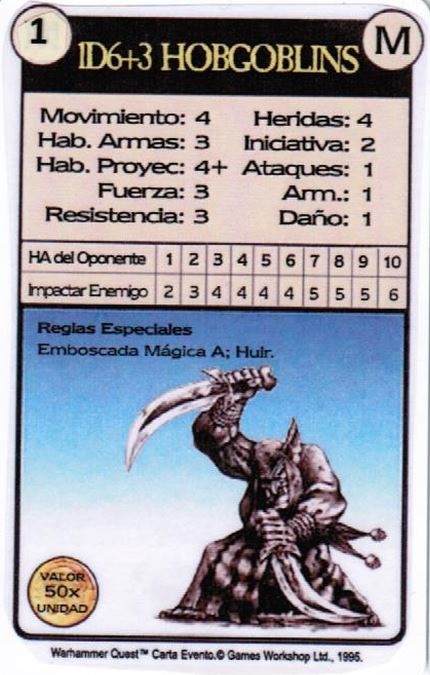 1
M
1D6+3 HOBGOBLINS
Movimiento: 4 Heridas: 4
Hab. Armas: 3 Iniciativa: 2
Hab. Proyec: 4+ Ataques: 1
Fuerza: 3 Arm.: 1
Resistencia: 3 Daño: 1
HA del Oponente 1 2 3 4 5 6 7 8 9 10
Impactar Enemigo 2 3 4 4 4 4 5 5 5 6
Reglas Especiales
Emboscada Mágica A; Huir.
VALOR
50x
UNIDAD
Warhammer Quest™ Carta Evento.© Games Workshop Ltd., 1995.